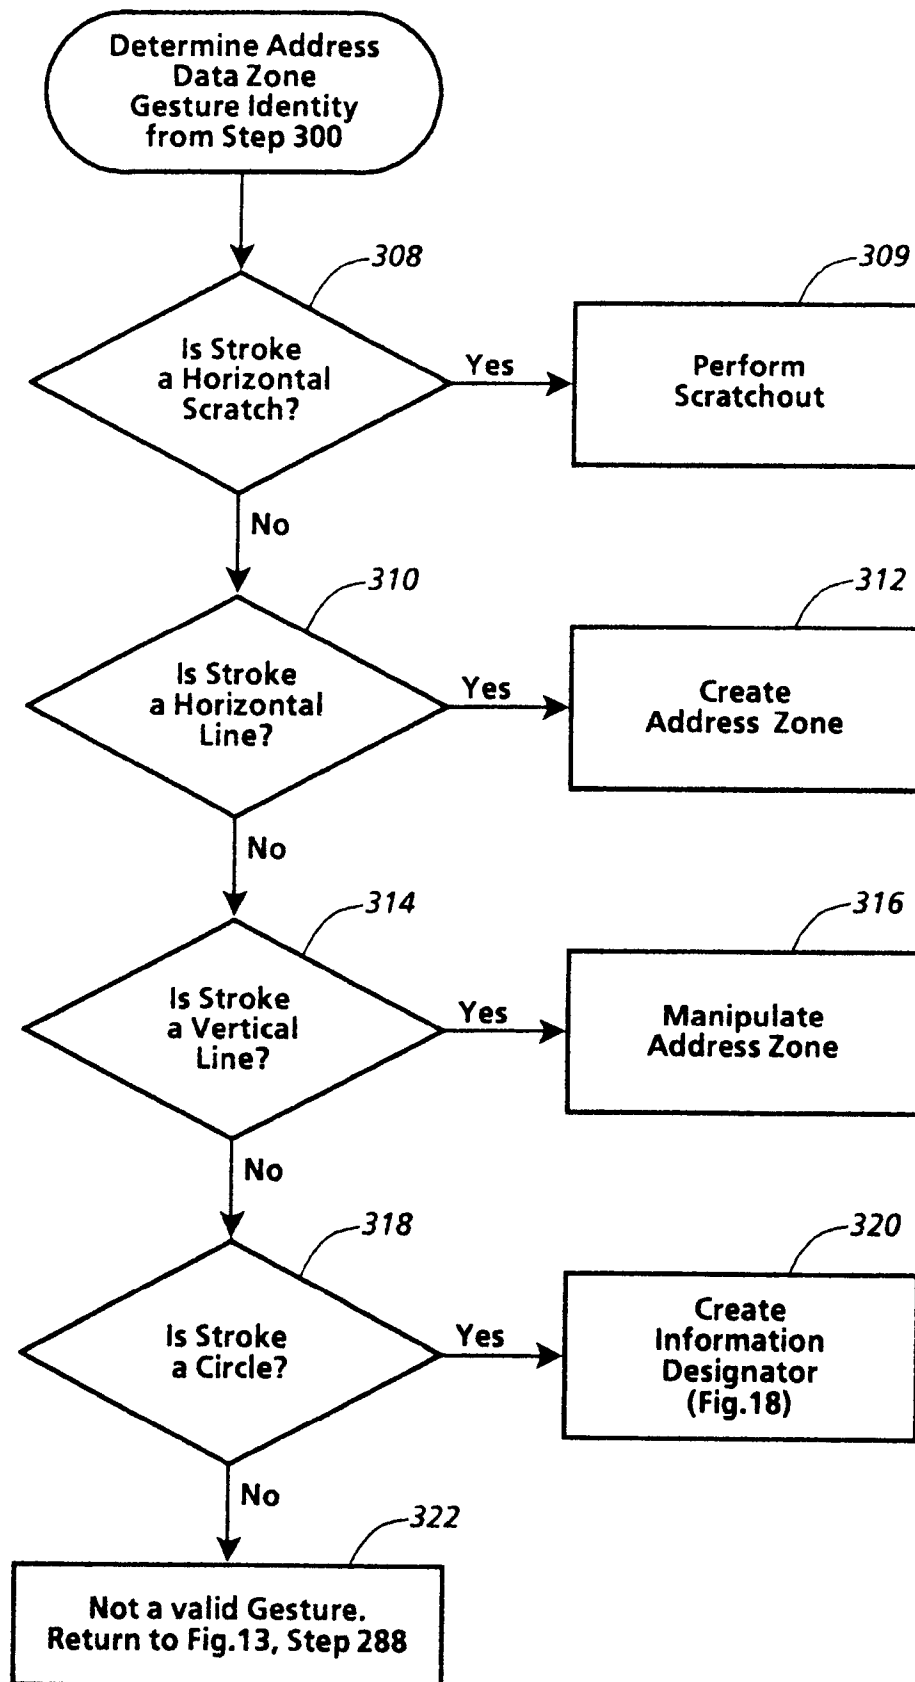 Determine Address
Data Zone
Gesture Identity
from Step 300
308
309
Is Stroke
a Horizontal
Scratch?
Yes
Perform
Scratchout
No
310
312
Is Stroke
a Horizontal
Line?
Yes
Create
Address Zone
No
314
316
Is Stroke
a Vertical
Line?
Yes
Manipulate
Address Zone
No
318
320
Is Stroke
a Circle?
Yes
Create
Information
Designator
(Fig.18)
No
322
Not a valid Gesture.
Return to Fig.13, Step 288